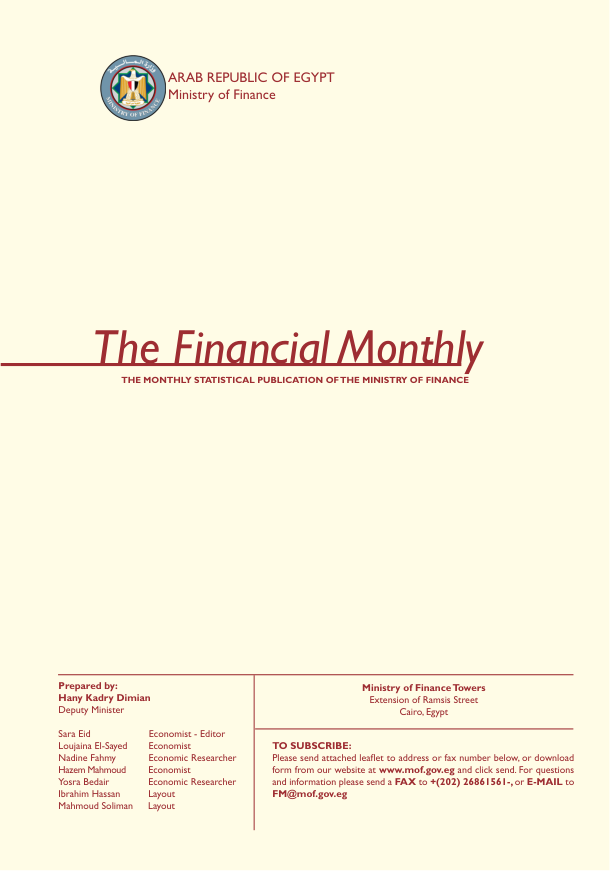 وزارة المالية
MINISTRY OF FINANCE
ARAB REPUBLIC OF EGYPT
Ministry of Finance
The Financial Monthly
THE MONTHLY STATISTICAL PUBLICATION OF THE MINISTRY OF FINANCE
Prepared by:
Hany Kadry Dimian
Deputy Minister
Sara Eid Economist - Editor
Loujaina El-Sayed Economist
Nadine Fahmy Economic Researcher
Hazem Mahmoud Economist
Yosra Bedair Economic Researcher
Ibrahim Hassan Layout
Mahmoud Soliman Layout
Ministry of Finance Towers
Extension of Ramsis Street
Cairo, Egypt
TO SUBSCRIBE:
Please send attached leaflet to address or fax number below, or download
form from our website at www.mof.gov.eg and click send. For questions
and information please send a FAX to +(202) 26861561-, or E-MAIL to
FM@mof.gov.eg